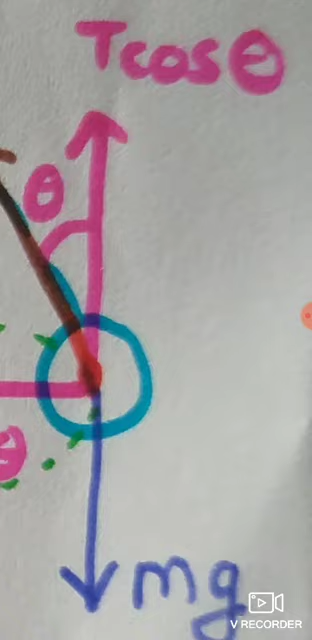 Tcosθ
θ
θ
mg
V RECORDER